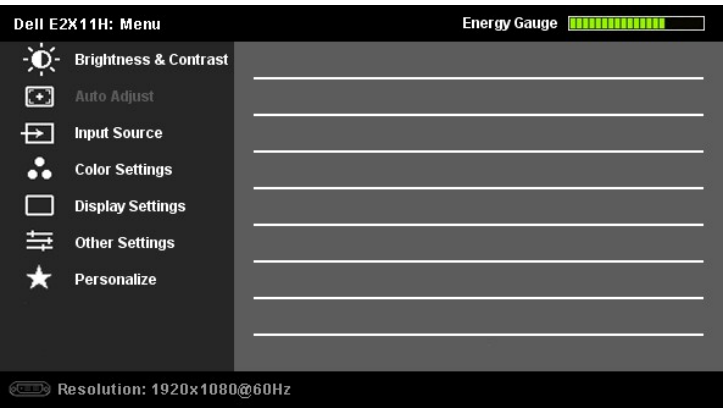 Dell E2X11H: Menu Energy Gauge
Brightness & Contrast
Auto Adjust
Input Source
Color Settings
Display Settings
Other Settings
Personalize
Resolution: 1920x1080@60Hz